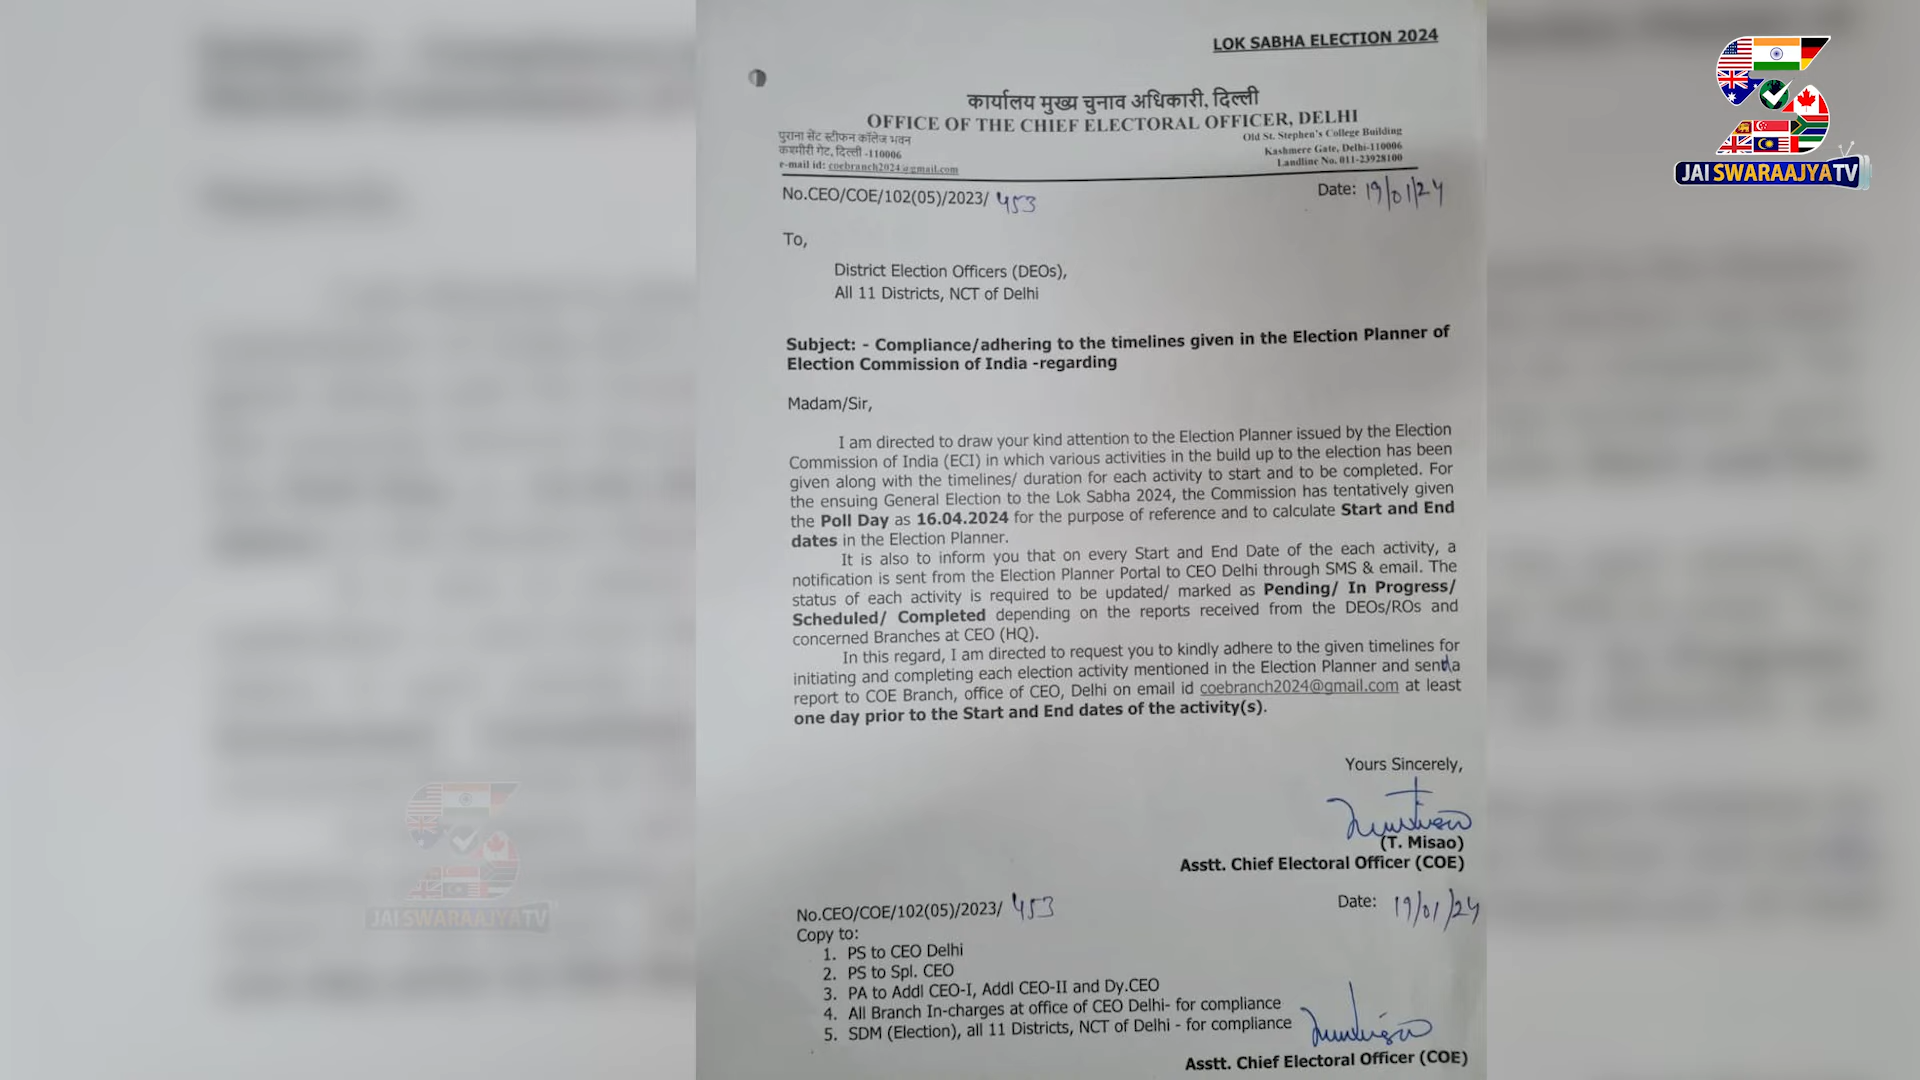 LOK SABHA ELECTION 2024
कार्यालय मुख्य चुनाव अधिकारी, दिल्ली
OFFICE OF THE CHIEF ELECTORAL OFFICER, DELHI
पुराना सेंट स्टीफन कॉलेज भवन
कश्मीरी गेट, दिल्ली -110006
e-mail id: coebranch2024@gmail.com
Old St. Stephen's College Building
Kashmere Gate, Delhi-110006
Landline No. 011-23928100
No.CEO/COE/102(05)/2023/ 453
Date: 19/01/24
To,
District Election Officers (DEOs),
All 11 Districts, NCT of Delhi
Subject: - Compliance/adhering to the timelines given in the Election Planner of
Election Commission of India -regarding
Madam/Sir,
I am directed to draw your kind attention to the Election Planner issued by the Election
Commission of India (ECI) in which various activities in the build up to the election has been
given along with the timelines/ duration for each activity to start and to be completed. For
the ensuing General Election to the Lok Sabha 2024, the Commission has tentatively given
the Poll Day as 16.04.2024 for the purpose of reference and to calculate Start and End
dates in the Election Planner.
It is also to inform you that on every Start and End Date of the each activity, a
notification is sent from the Election Planner Portal to CEO Delhi through SMS & email. The
status of each activity is required to be updated/ marked as Pending/ In Progress/
Scheduled/ Completed depending on the reports received from the DEOs/ROs and
concerned Branches at CEO (HQ).
In this regard, I am directed to request you to kindly adhere to the given timelines for
initiating and completing each election activity mentioned in the Election Planner and send a
report to COE Branch, office of CEO, Delhi on email id coebranch2024@gmail.com at least
one day prior to the Start and End dates of the activity(s).
Yours Sincerely,
(T. Misao)
Asstt. Chief Electoral Officer (COE)
No.CEO/COE/102(05)/2023/ 453
Date: 19/01/24
Copy to:
1. PS to CEO Delhi
2. PS to Spl. CEO
3. PA to Addl CEO-I, Addl CEO-II and Dy.CEO
4. All Branch In-charges at office of CEO Delhi- for compliance
5. SDM (Election), all 11 Districts, NCT of Delhi - for compliance
Asstt. Chief Electoral Officer (COE)
JAI SWARAAJYA TV
JAI SWARAAJYA TV